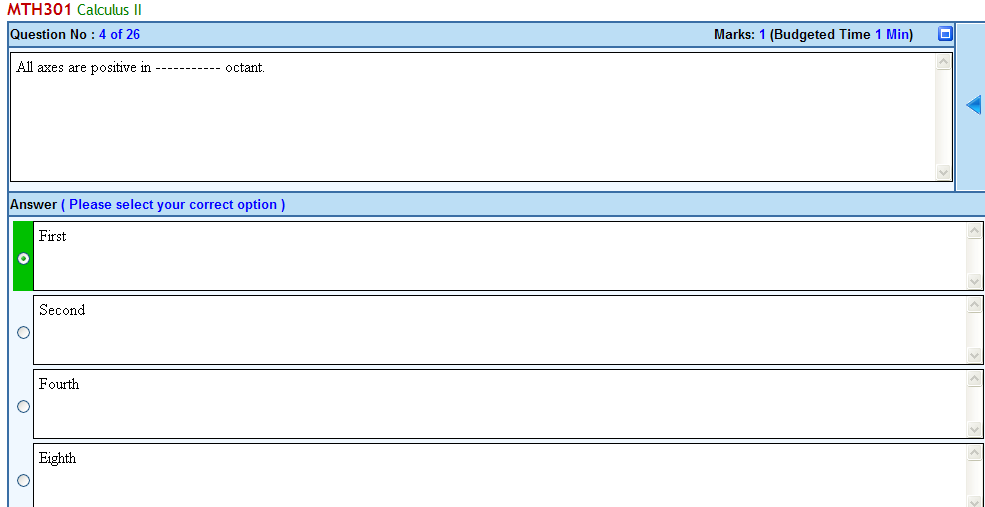 MTH301 Calculus II
Question No : 4 of 26 Marks: 1 (Budgeted Time 1 Min)
All axes are positive in ----------- octant.
Answer ( Please select your correct option )
First
Second
Fourth
Eighth